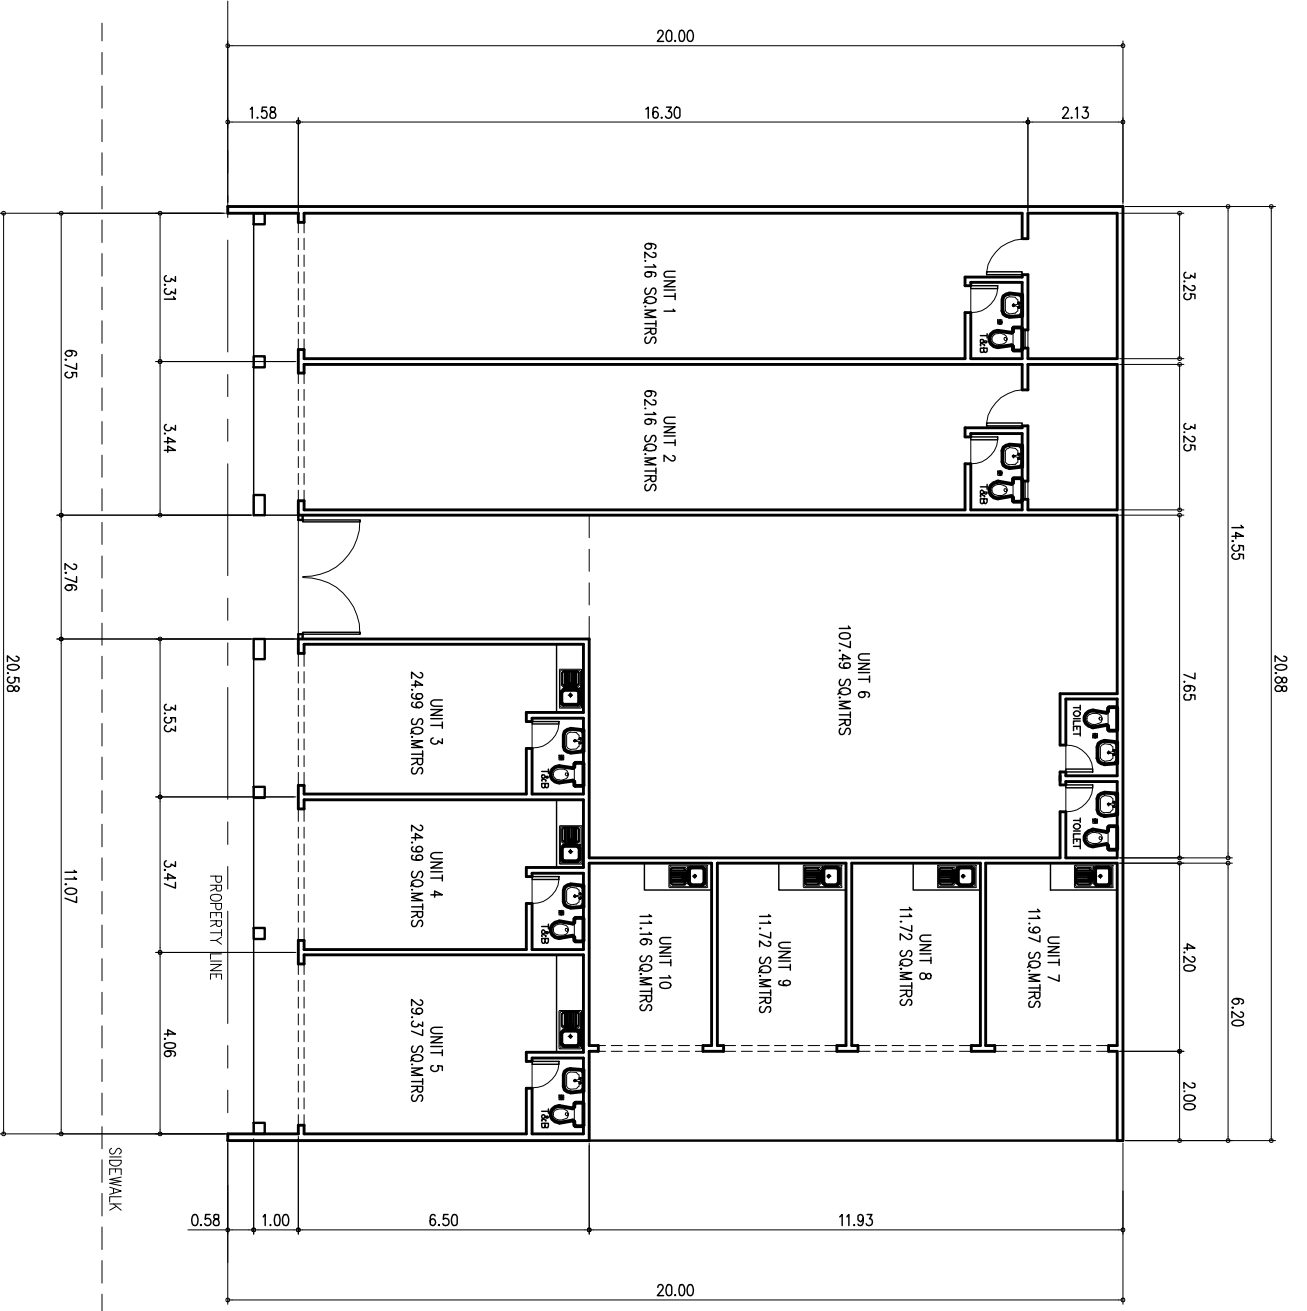 20.00
1.58
16.30
2.13
20.88
14.55
6.20
3.25
3.25
7.65
4.20
2.00
UNIT 1
62.16 SQ.MTRS
T&B
UNIT 2
62.16 SQ.MTRS
T&B
UNIT 6
107.49 SQ.MTRS
TOILET
TOILET
UNIT 3
24.99 SQ.MTRS
T&B
UNIT 4
24.99 SQ.MTRS
T&B
UNIT 5
29.37 SQ.MTRS
T&B
UNIT 10
11.16 SQ.MTRS
UNIT 9
11.72 SQ.MTRS
UNIT 8
11.72 SQ.MTRS
UNIT 7
11.97 SQ.MTRS
3.31
3.44
3.53
3.47
4.06
6.75
2.76
11.07
20.58
PROPERTY LINE
SIDEWALK
0.58
1.00
6.50
11.93
20.00